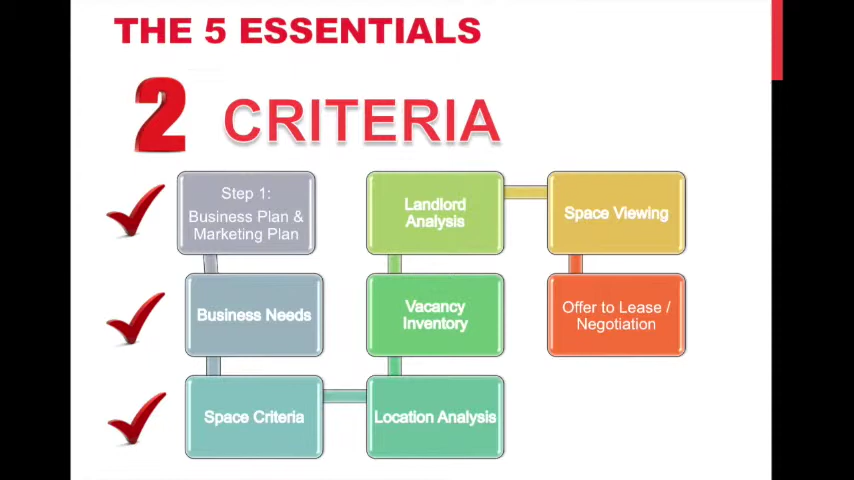 THE 5 ESSENTIALS
2 CRITERIA
Step 1:
Business Plan &
Marketing Plan
Business Needs
Space Criteria
Location Analysis
Vacancy
Inventory
Landlord
Analysis
Space Viewing
Offer to Lease /
Negotiation